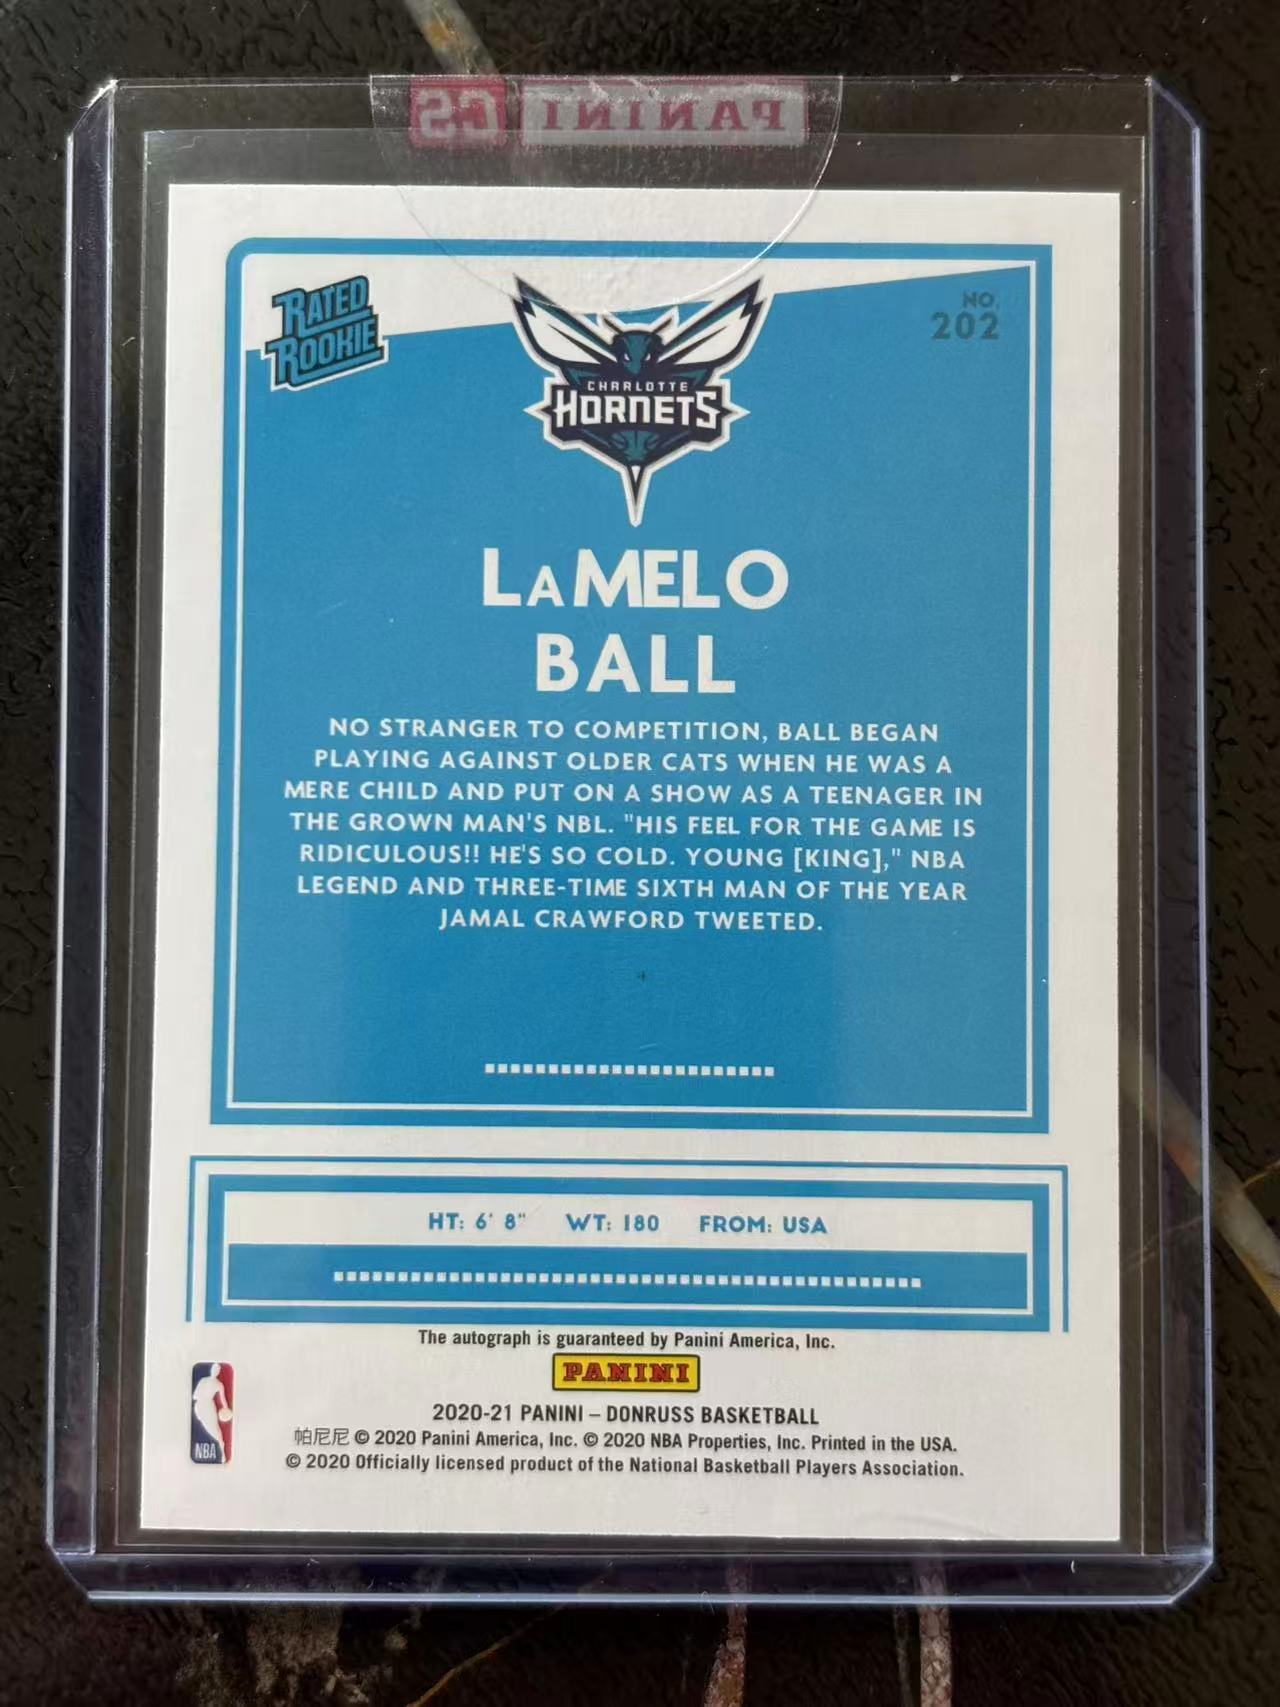 PANINI CS
RATED
ROOKIE
NO.
202
CHARLOTTE
HORNETS
LaMELO
BALL
NO STRANGER TO COMPETITION, BALL BEGAN
PLAYING AGAINST OLDER CATS WHEN HE WAS A
MERE CHILD AND PUT ON A SHOW AS A TEENAGER IN
THE GROWN MAN'S NBL. "HIS FEEL FOR THE GAME IS
RIDICULOUS!! HE'S SO COLD. YOUNG [KING]," NBA
LEGEND AND THREE-TIME SIXTH MAN OF THE YEAR
JAMAL CRAWFORD TWEETED.
HT: 6' 8" WT: 180 FROM: USA
The autograph is guaranteed by Panini America, Inc.
PANINI
2020-21 PANINI – DONRUSS BASKETBALL
帕尼尼 © 2020 Panini America, Inc. © 2020 NBA Properties, Inc. Printed in the USA.
© 2020 Officially licensed product of the National Basketball Players Association.
NBA